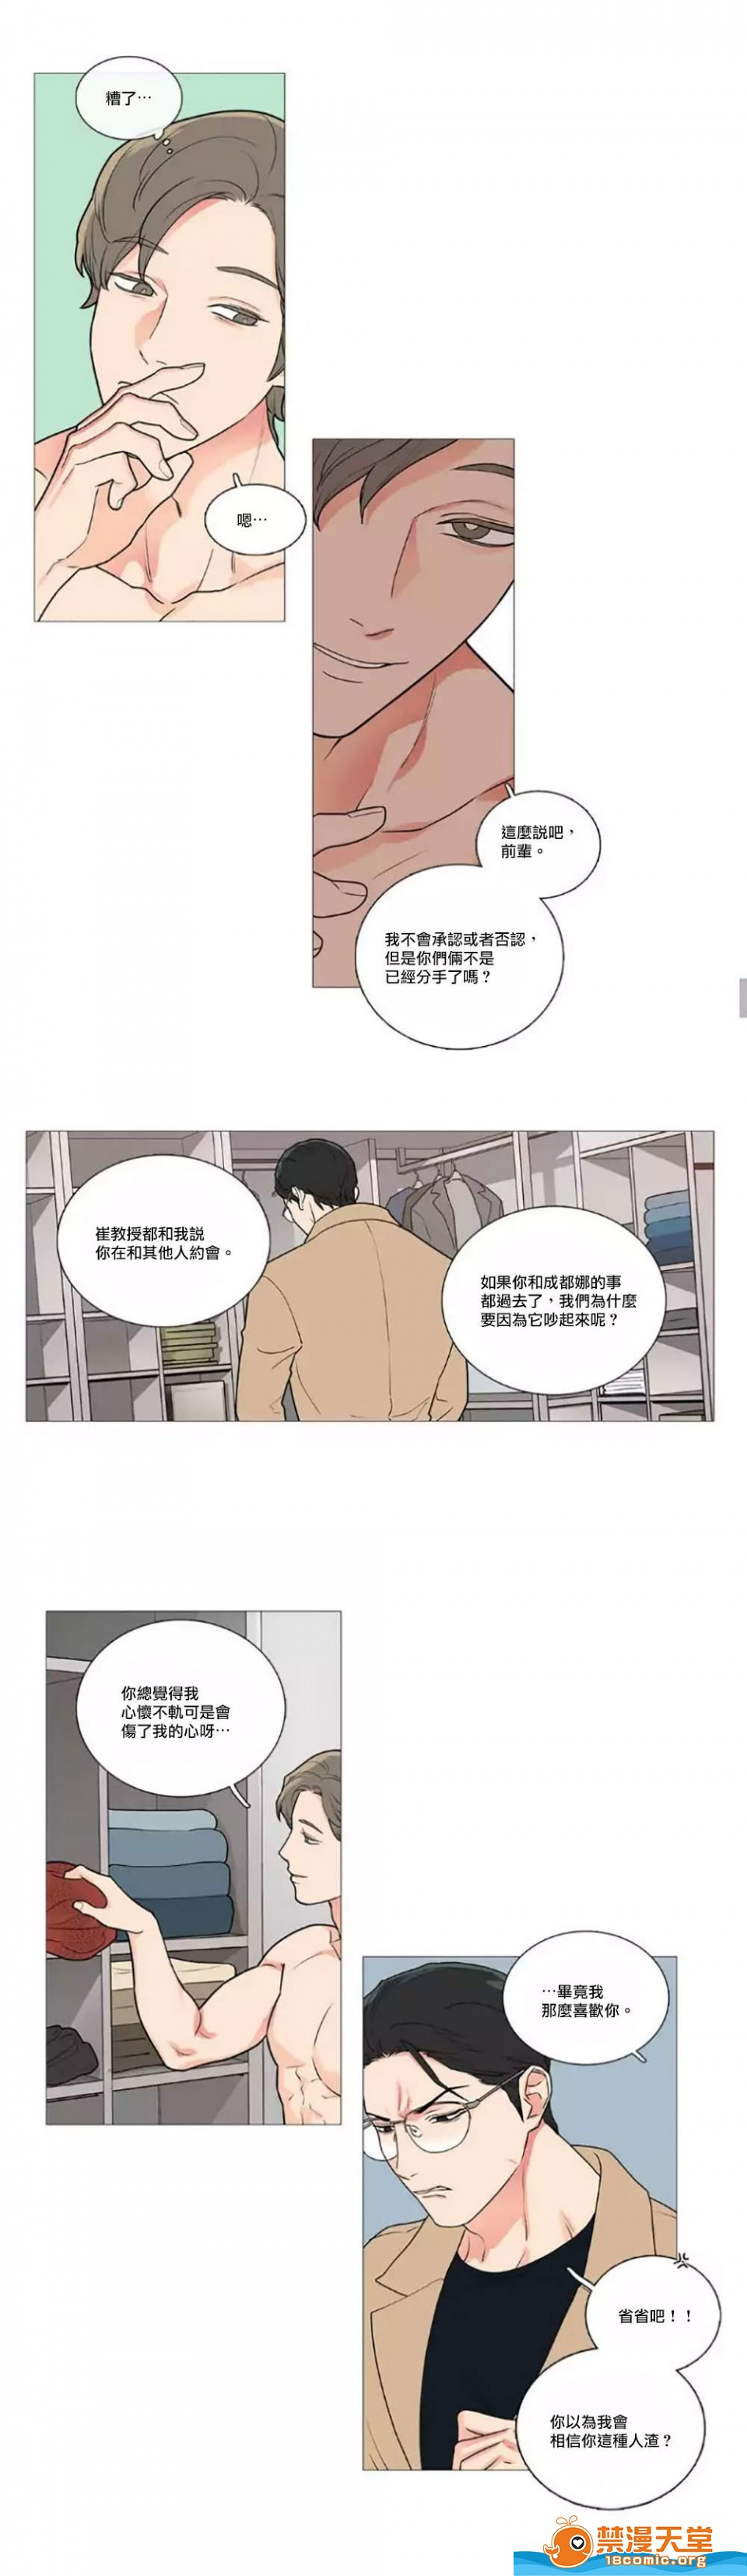 糟了…
嗯…
這麼説吧，
前輩。
我不會承認或者否認，
但是你們倆不是
已經分手了嗎？
崔教授都和我説
你在和其他人約會。
如果你和成都娜的事
都過去了，我們為什麼
要因為它吵起來呢？
你總覺得我
心懷不軌可是會
傷了我的心呀…
…畢竟我
那麼喜歡你。
省省吧！！
你以為我會
相信你這種人渣？
禁漫天堂
18comic.org